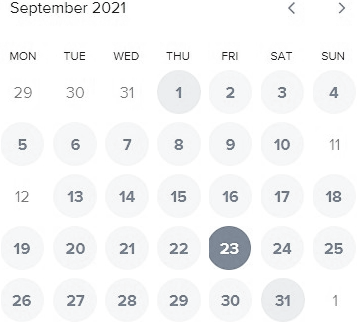 September 2021
MON TUE WED THU FRI SAT SUN
29 30 31 1 2 3 4
5 6 7 8 9 10 11
12 13 14 15 16 17 18
19 20 21 22 23 24 25
26 27 28 29 30 31 1